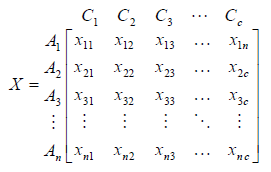 C₁ C₂ C₃ ⋯ C_c
A₁ x₁₁ x₁₂ x₁₃ … x₁ₙ
A₂ x₂₁ x₂₂ x₂₃ … x₂c
X = A₃ x₃₁ x₃₂ x₃₃ … x₃c
⋮ ⋮ ⋮ ⋮ ⋱ ⋮
Aₙ xₙ₁ xₙ₂ xₙ₃ … xₙc